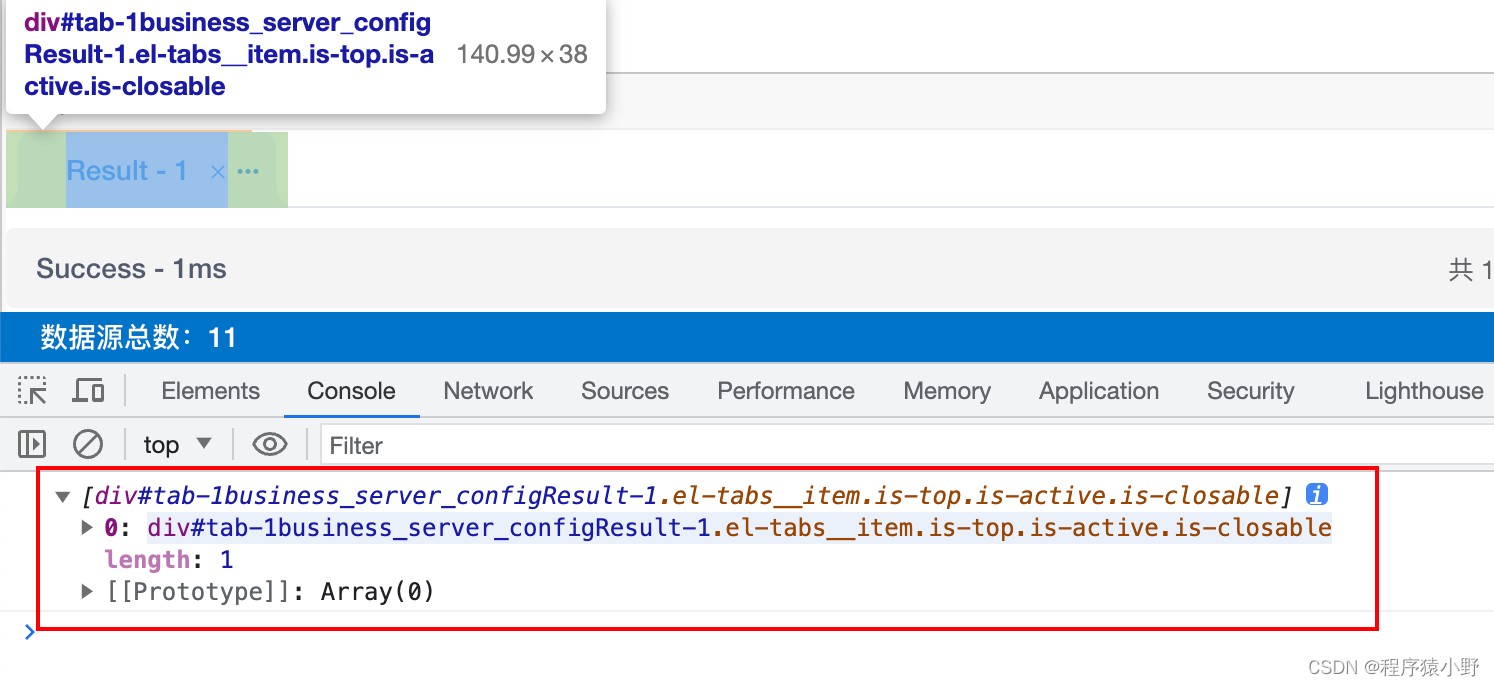 div#tab-1business_server_config
Result-1.el-tabs__item.is-top.is-a
ctive.is-closable
140.99×38
Result - 1 × •••
Success - 1ms
共 1
数据源总数：11
Elements Console Network Sources Performance Memory Application Security Lighthouse
top ▼ Filter
▼ [div#tab-1business_server_configResult-1.el-tabs__item.is-top.is-active.is-closable] i
▶ 0: div#tab-1business_server_configResult-1.el-tabs__item.is-top.is-active.is-closable
length: 1
▶ [[Prototype]]: Array(0)
>
CSDN @程序猿小野